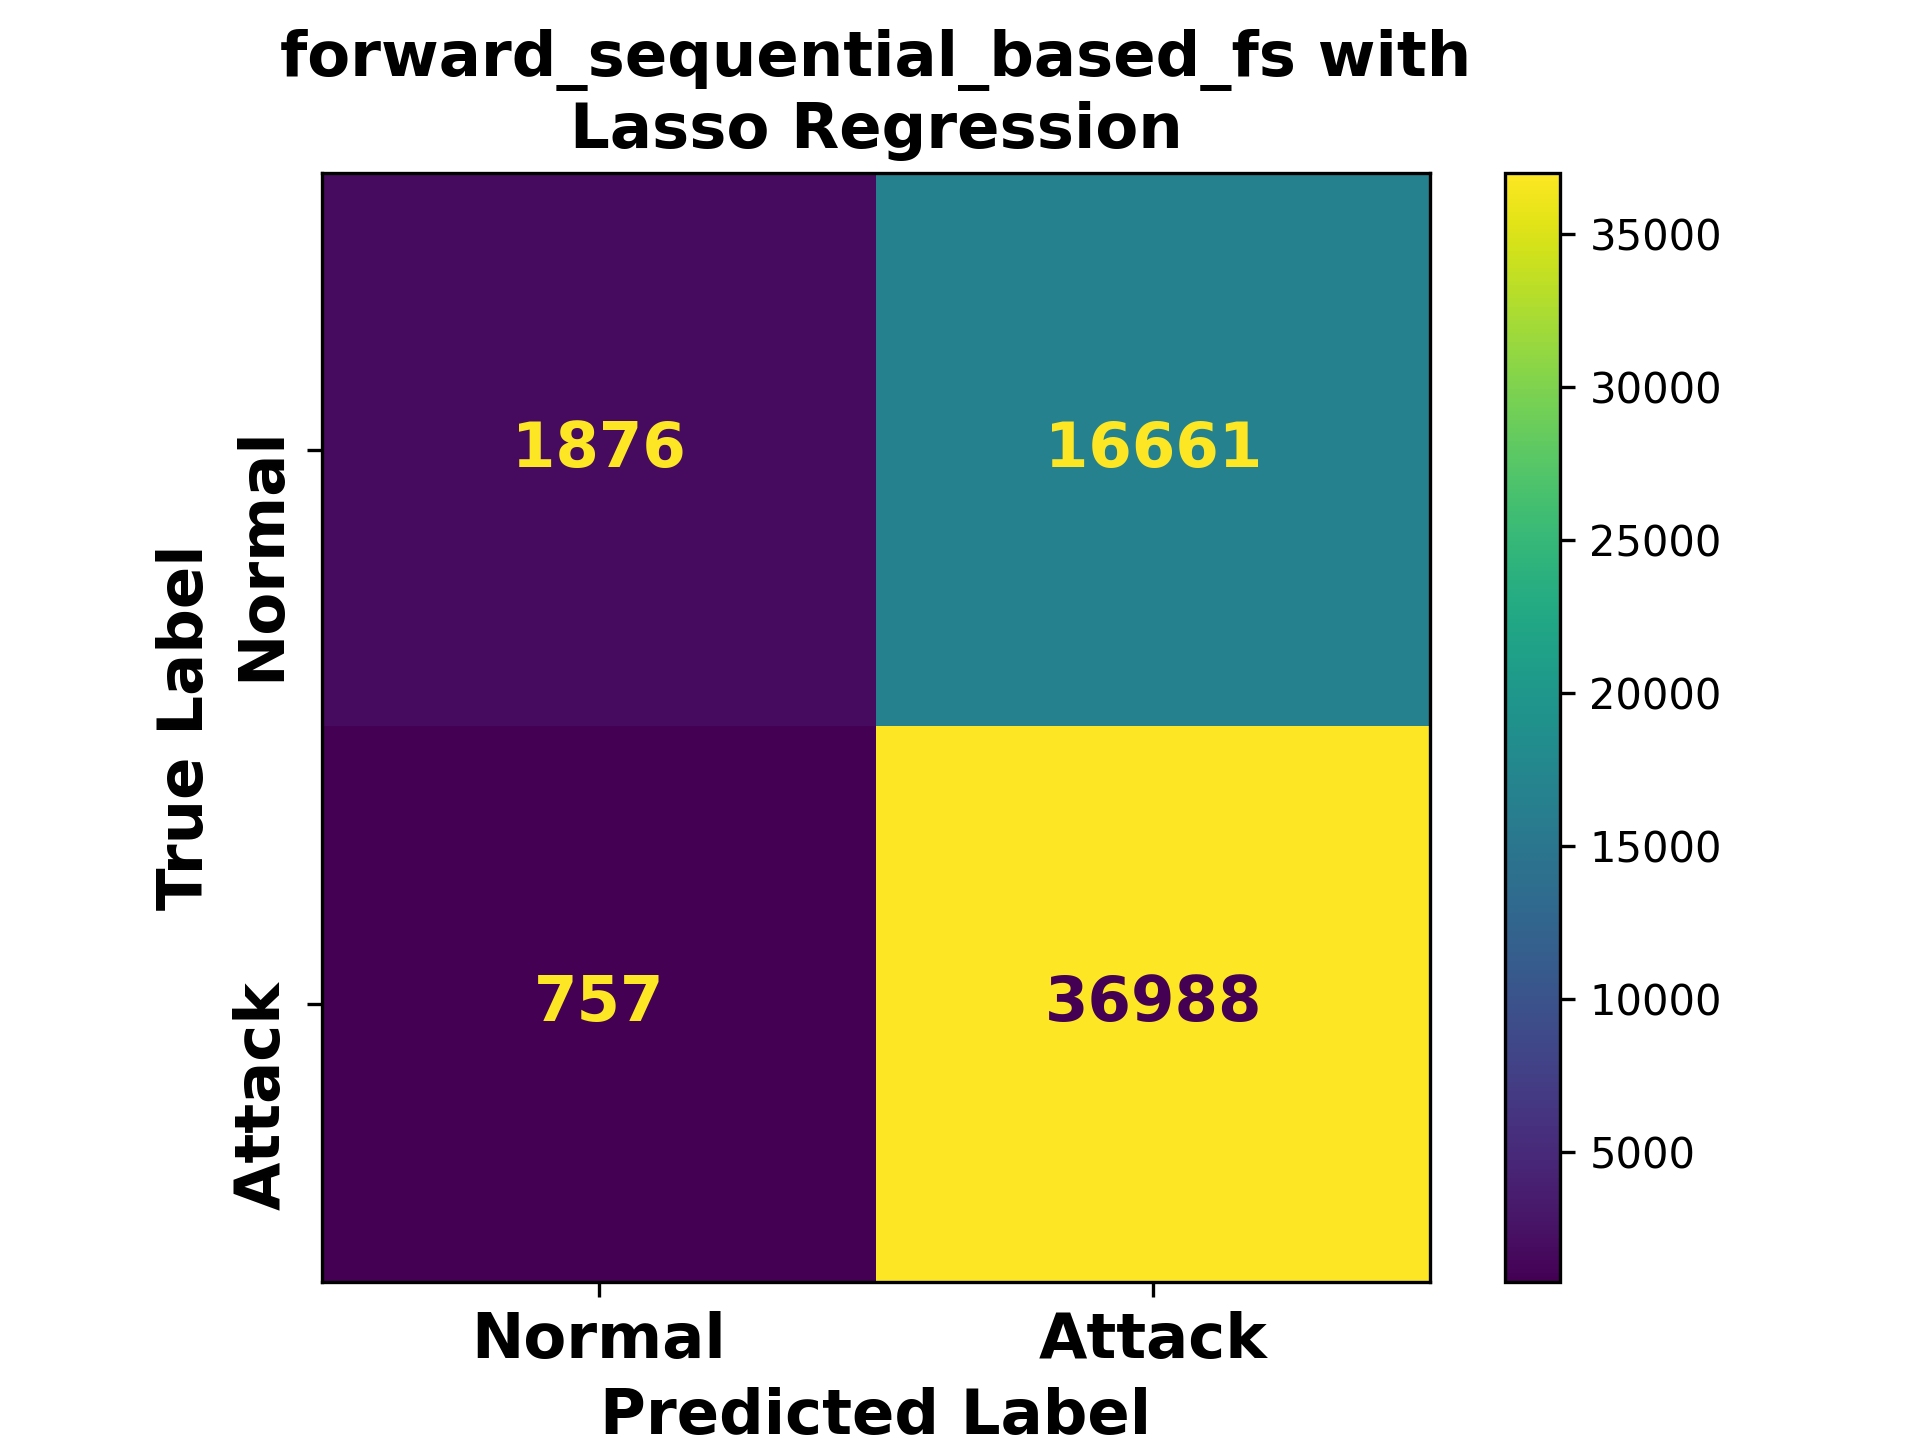 forward_sequential_based_fs with
Lasso Regression
True Label
Normal
Attack
1876
16661
757
36988
Normal
Attack
Predicted Label
35000
30000
25000
20000
15000
10000
5000